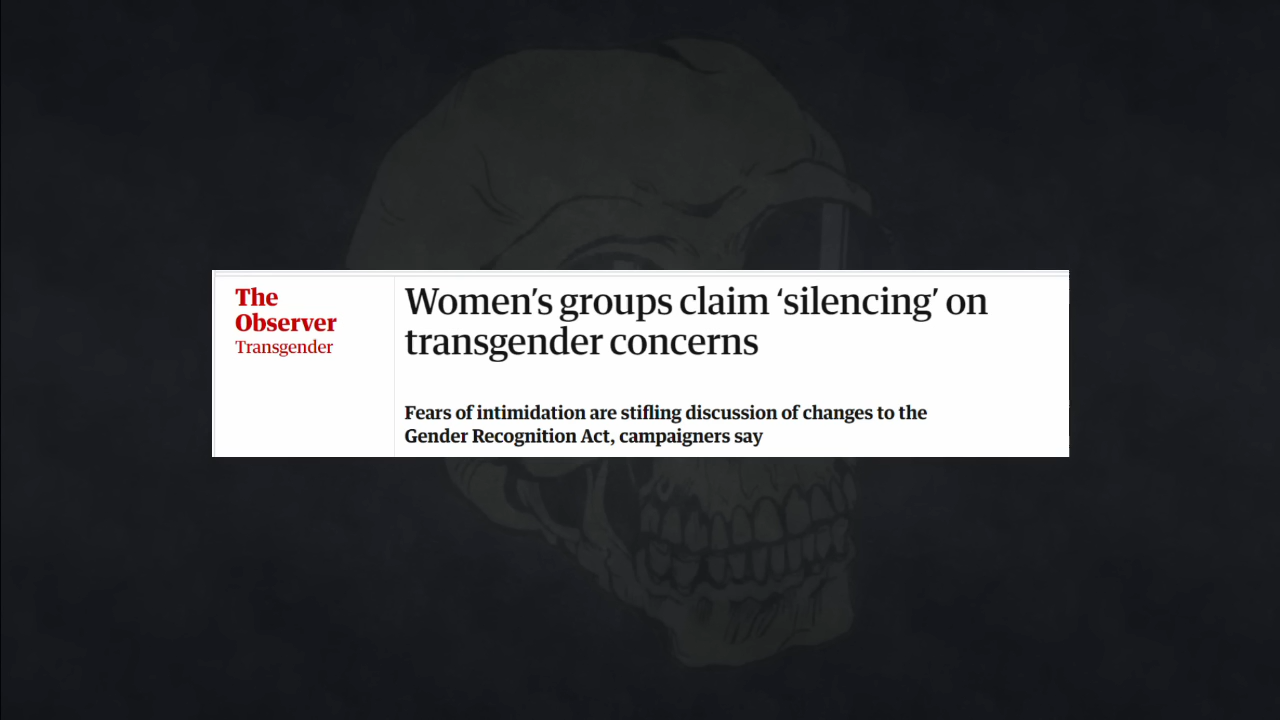 The
Observer
Transgender
Women’s groups claim ‘silencing’ on
transgender concerns
Fears of intimidation are stifling discussion of changes to the
Gender Recognition Act, campaigners say